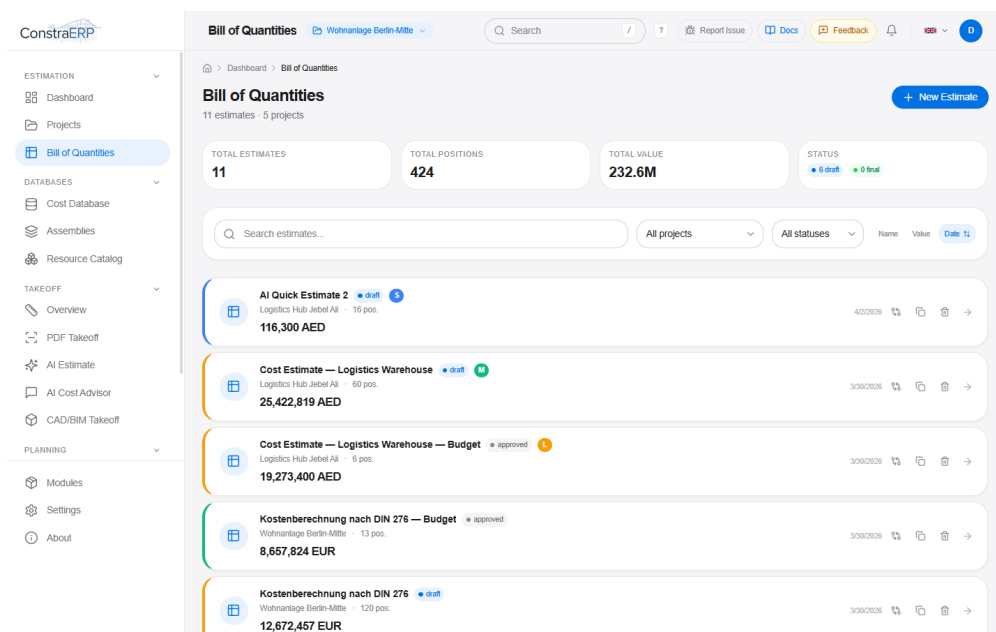 ConstraERP
Bill of Quantities
Wohnanlage Berlin-Mitte
Search /
?
Report Issue
Docs
Feedback
D
ESTIMATION
Dashboard
Projects
Bill of Quantities
DATABASES
Cost Database
Assemblies
Resource Catalog
TAKEOFF
Overview
PDF Takeoff
AI Estimate
AI Cost Advisor
CAD/BIM Takeoff
PLANNING
Modules
Settings
About
> Dashboard > Bill of Quantities
Bill of Quantities
11 estimates · 5 projects
+ New Estimate
TOTAL ESTIMATES
11
TOTAL POSITIONS
424
TOTAL VALUE
232.6M
STATUS
6 draft
0 final
Search estimates...
All projects
All statuses
Name
Value
Date
AI Quick Estimate 2 draft S
Logistics Hub Jebel Ali · 16 pos.
116,300 AED
4/2/2026
Cost Estimate — Logistics Warehouse draft M
Logistics Hub Jebel Ali · 60 pos.
25,422,819 AED
3/30/2026
Cost Estimate — Logistics Warehouse — Budget approved L
Logistics Hub Jebel Ali · 6 pos.
19,273,400 AED
3/30/2026
Kostenberechnung nach DIN 276 — Budget approved
Wohnanlage Berlin-Mitte · 13 pos.
8,657,824 EUR
3/30/2026
Kostenberechnung nach DIN 276 draft
Wohnanlage Berlin-Mitte · 120 pos.
12,672,457 EUR
3/30/2026